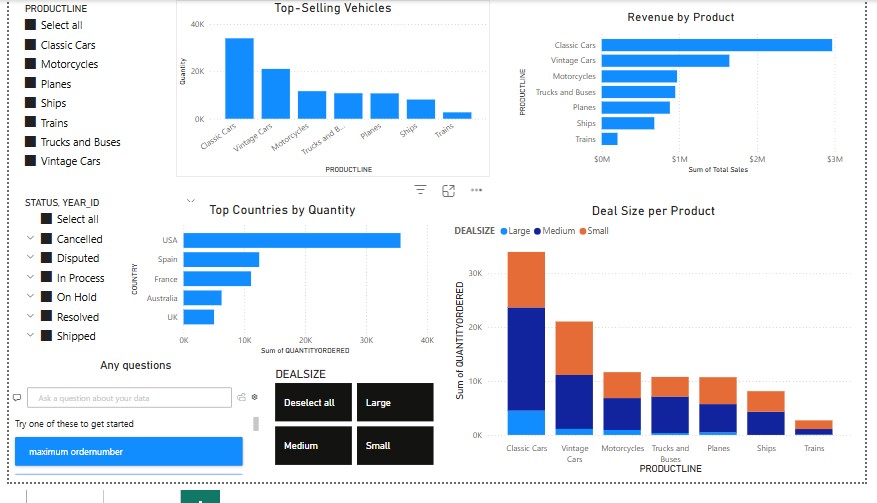 PRODUCTLINE
Select all
Classic Cars
Motorcycles
Planes
Ships
Trains
Trucks and Buses
Vintage Cars
Top-Selling Vehicles
40K
20K
0K
Quantity
Classic Cars
Vintage Cars
Motorcycles
Trucks and B...
Planes
Ships
Trains
PRODUCTLINE
Revenue by Product
PRODUCTLINE
Classic Cars
Vintage Cars
Motorcycles
Trucks and Buses
Planes
Ships
Trains
$0M $1M $2M $3M
Sum of Total Sales
STATUS, YEAR_ID
Select all
Cancelled
Disputed
In Process
On Hold
Resolved
Shipped
Top Countries by Quantity
COUNTRY
USA
Spain
France
Australia
UK
0K 10K 20K 30K 40K
Sum of QUANTITYORDERED
Deal Size per Product
DEALSIZE Large Medium Small
Sum of QUANTITYORDERED
30K
20K
10K
0K
Classic Cars
Vintage
Cars
Motorcycles
Trucks and
Buses
Planes
Ships
Trains
PRODUCTLINE
Any questions
Ask a question about your data
Try one of these to get started
maximum ordernumber
DEALSIZE
Deselect all
Large
Medium
Small